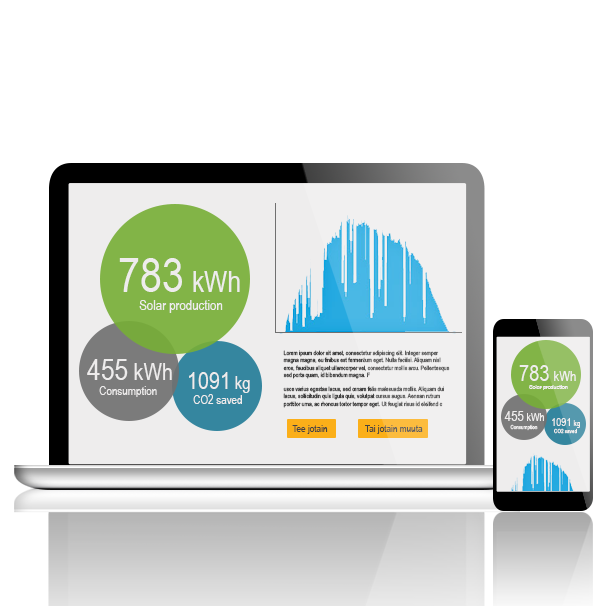 783 kWh
Solar production
455 kWh
Consumption
1091 kg
CO2 saved
Lorem ipsum dolor sit amet, consectetur adipiscing elit. Integer semper
magna magna, eu finibus est fermentum eget. Nulla facilisi. Aliquam nisl
eros, faucibus aliquet ullamcorper vel, consectetur mollis arcu. Pellentesque
sed porta quam, id bibendum magna. F
usce varius egestas lacus, sed ornare felis malesuada mollis. Aliquam dui
lacus, sollicitudin quis ligula quis, volutpat cursus augue. Aenean rutrum
porttitor urna, ac rhoncus tortor tempor eget. Ut feugiat risus id eleifend c
Tee jotain
Tai jotain muuta
783 kWh
Solar production
455 kWh
Consumption
1091 kg
CO2 saved